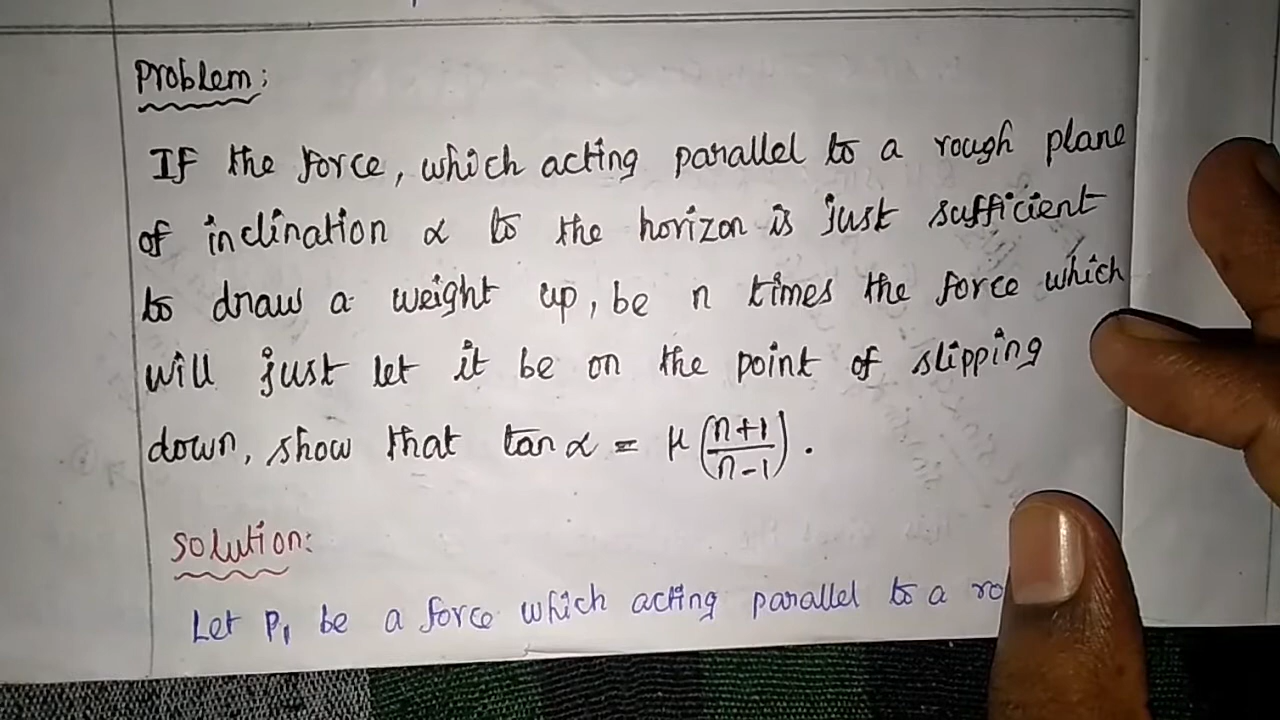 Problem:
If the force, which acting parallel to a rough plane
of inclination α to the horizon is just sufficient
to draw a weight up, be n times the force which
will just let it be on the point of slipping
down, show that tan α = μ (n+1/n-1).
Solution:
Let P₁ be a force which acting parallel to a